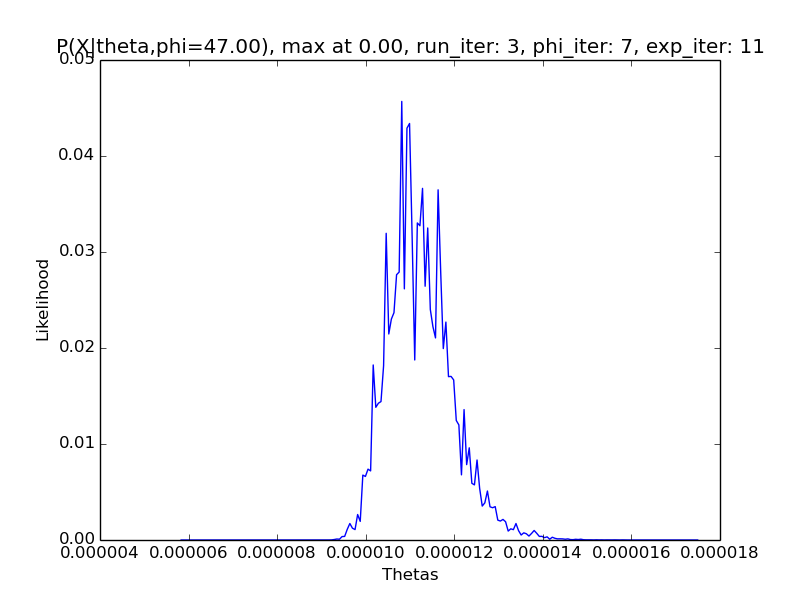 P(X|theta,phi=47.00), max at 0.00, run_iter: 3, phi_iter: 7, exp_iter: 11
0.05
0.04
0.03
0.02
0.01
0.00
Likelihood
0.000004 0.000006 0.000008 0.000010 0.000012 0.000014 0.000016 0.000018
Thetas